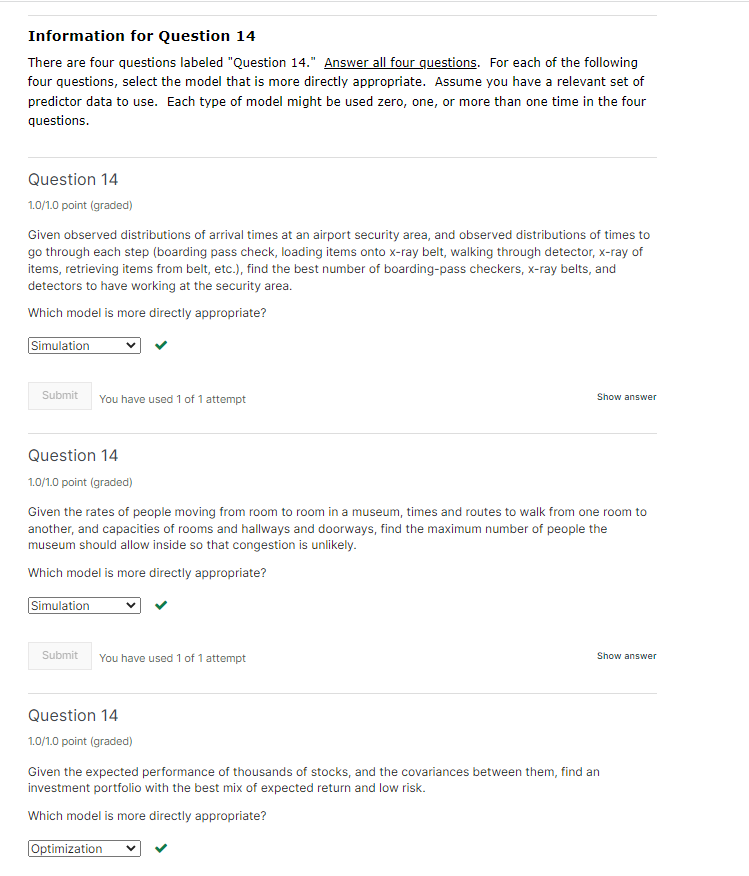 Information for Question 14
There are four questions labeled "Question 14."  Answer all four questions.  For each of the following
four questions, select the model that is more directly appropriate.  Assume you have a relevant set of
predictor data to use.  Each type of model might be used zero, one, or more than one time in the four
questions.
Question 14
1.0/1.0 point (graded)
Given observed distributions of arrival times at an airport security area, and observed distributions of times to
go through each step (boarding pass check, loading items onto x-ray belt, walking through detector, x-ray of
items, retrieving items from belt, etc.), find the best number of boarding-pass checkers, x-ray belts, and
detectors to have working at the security area.
Which model is more directly appropriate?
Simulation
Submit You have used 1 of 1 attempt Show answer
Question 14
1.0/1.0 point (graded)
Given the rates of people moving from room to room in a museum, times and routes to walk from one room to
another, and capacities of rooms and hallways and doorways, find the maximum number of people the
museum should allow inside so that congestion is unlikely.
Which model is more directly appropriate?
Simulation
Submit You have used 1 of 1 attempt Show answer
Question 14
1.0/1.0 point (graded)
Given the expected performance of thousands of stocks, and the covariances between them, find an
investment portfolio with the best mix of expected return and low risk.
Which model is more directly appropriate?
Optimization